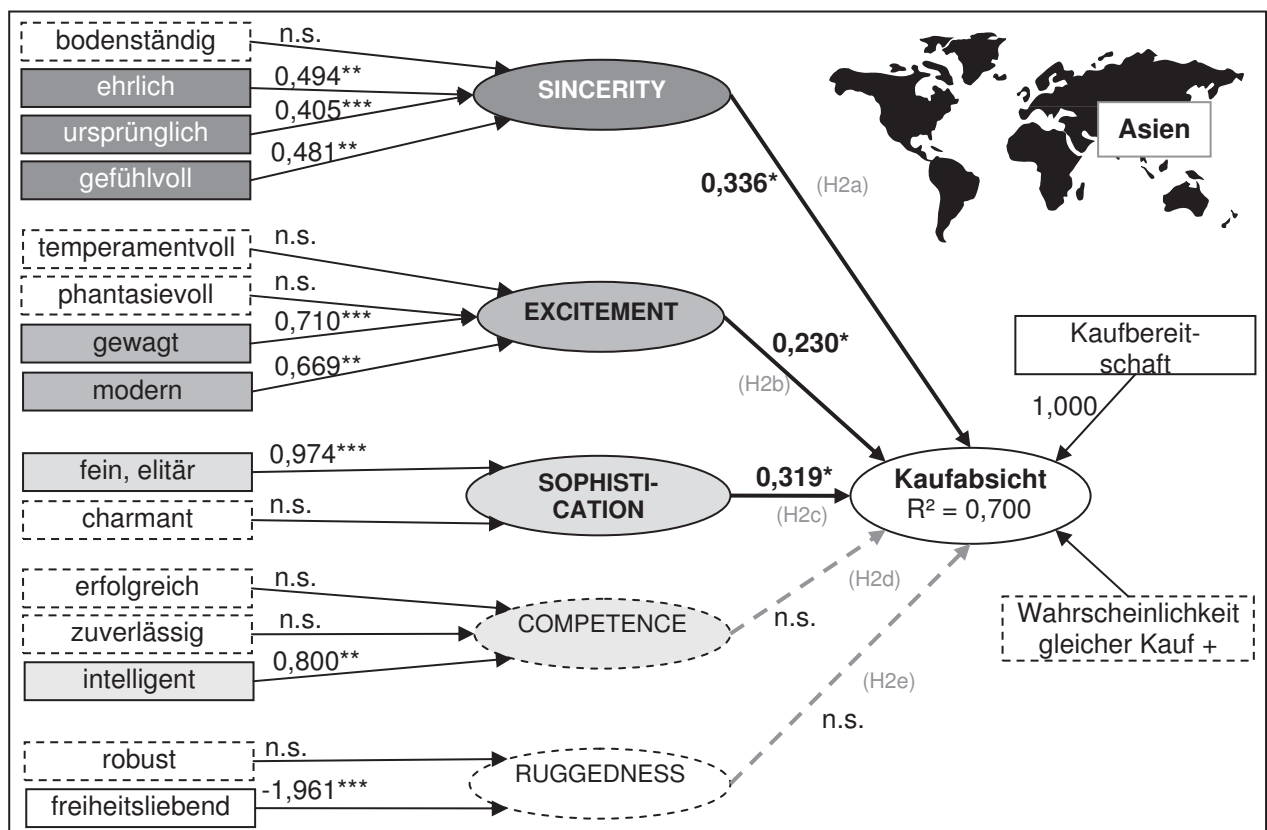 bodenständig
n.s.
ehrlich
0,494**
ursprünglich
0,405***
gefühlvoll
0,481**
SINCERITY
Asien
0,336*
(H2a)
temperamentvoll
n.s.
phantasievoll
n.s.
gewagt
0,710***
modern
0,669**
EXCITEMENT
0,230*
(H2b)
Kaufbereit-
schaft
1,000
fein, elitär
0,974***
charmant
n.s.
SOPHISTI-
CATION
0,319*
(H2c)
Kaufabsicht
R² = 0,700
erfolgreich
n.s.
zuverlässig
n.s.
intelligent
0,800**
COMPETENCE
(H2d)
n.s.
Wahrscheinlichkeit
gleicher Kauf +
robust
n.s.
freiheitsliebend
-1,961***
RUGGEDNESS
(H2e)
n.s.